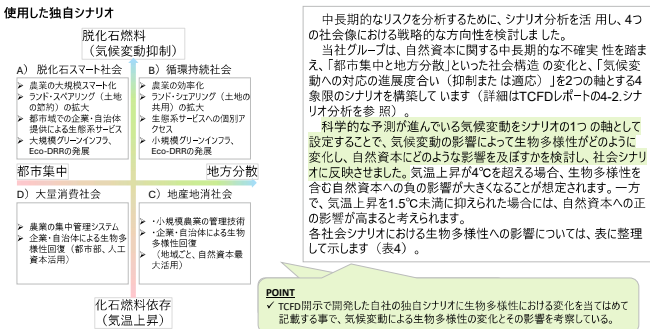 使用した独自シナリオ
脱化石燃料
（気候変動抑制）
A） 脱化石スマート社会
➢ 農業の大規模スマート化
➢ ランド・スペアリング（土地
の節約）の拡大
➢ 都市域での企業・自治体
提供による生態系サービス
➢ 大規模グリーンインフラ、
Eco-DRRの発展
B） 循環持続社会
➢ 農業の効率化
➢ ランド・シェアリング（土地の
共用）の拡大
➢ 生態系サービスへの個別ア
クセス
➢ 小規模グリーンインフラ、
Eco-DRRの発展
都市集中
地方分散
D） 大量消費社会
➢ 農業の集中管理システム
➢ 企業・自治体による生物多
様性回復（都市部、人工
資本活用）
C） 地産地消社会
➢ ・小規模農業の管理技術
➢ ・企業・自治体による生物
多様性回復
➢ （地域ごと、自然資本最
大活用）
化石燃料依存
（気温上昇）
中長期的なリスクを分析するために、シナリオ分析を活 用し、4つ
の社会像における戦略的な方向性を検討しまし た。
当社グループは、自然資本に関する中長期的な不確実 性を踏ま
え、「都市集中と地方分散」といった社会構造 の変化と、「気候変
動への対応の進展度合い（抑制また は適応）」を2つの軸とする4
象限のシナリオを構築して います（詳細はTCFDレポートの4-2.シナ
リオ分析を参 照）。
科学的な予測が進んでいる気候変動をシナリオの1つ の軸として
設定することで、気候変動の影響によって生物多様性がどのように
変化し、自然資本にどのような影響を及ぼすかを検討し、社会シナリ
オに反映させました。気温上昇が4℃を超える場合、生物多様性を
含む自然資本への負の影響が大きくなることが想定されます。一方
で、気温上昇を1.5℃未満に抑えられた場合には、自然資本への正
の影響が高まると考えられます。
各社会シナリオにおける生物多様性への影響については、表に整理
して示します（表4）。
POINT
✓ TCFD開示で開発した自社の独自シナリオに生物多様性における変化を当てはめて
記載する事で、気候変動による生物多様性の変化とその影響を考察している。